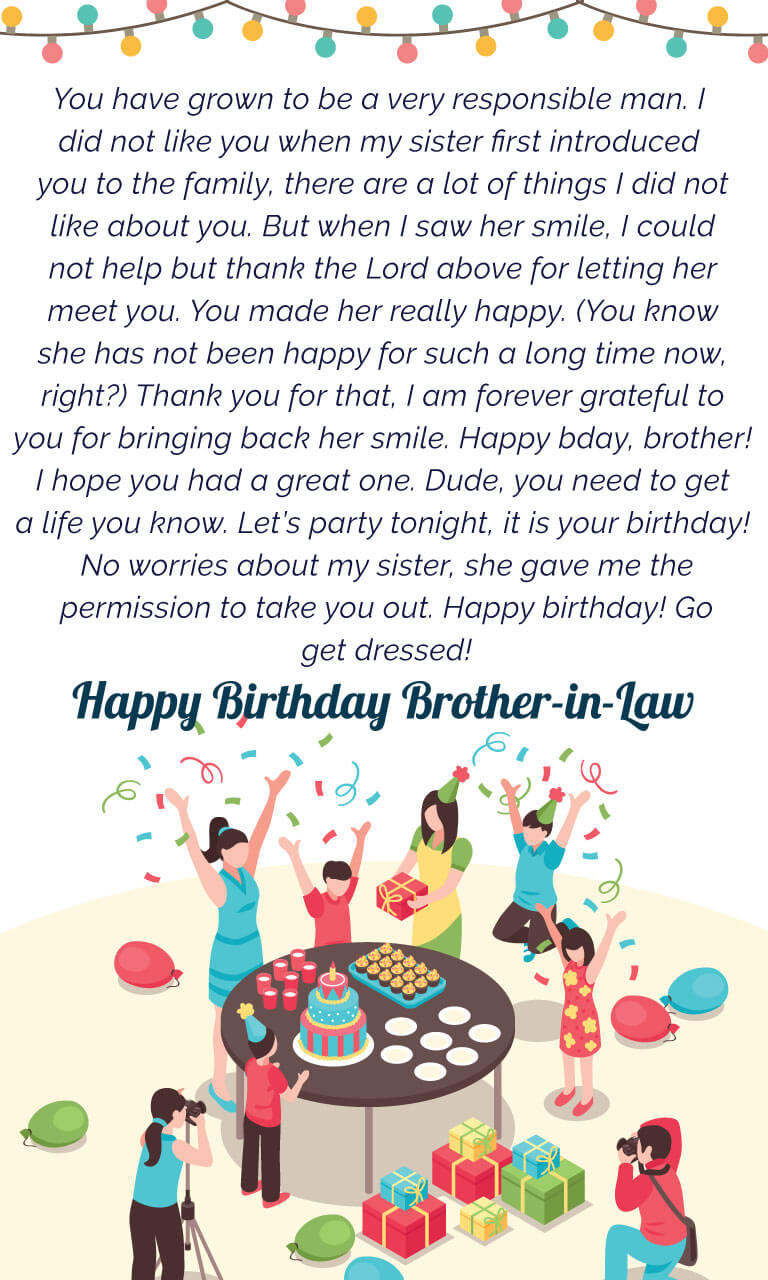 You have grown to be a very responsible man. I
did not like you when my sister first introduced
you to the family, there are a lot of things I did not
like about you. But when I saw her smile, I could
not help but thank the Lord above for letting her
meet you. You made her really happy. (You know
she has not been happy for such a long time now,
right?) Thank you for that, I am forever grateful to
you for bringing back her smile. Happy bday, brother!
I hope you had a great one. Dude, you need to get
a life you know. Let’s party tonight, it is your birthday!
No worries about my sister, she gave me the
permission to take you out. Happy birthday! Go
get dressed!
Happy Birthday Brother-in-Law